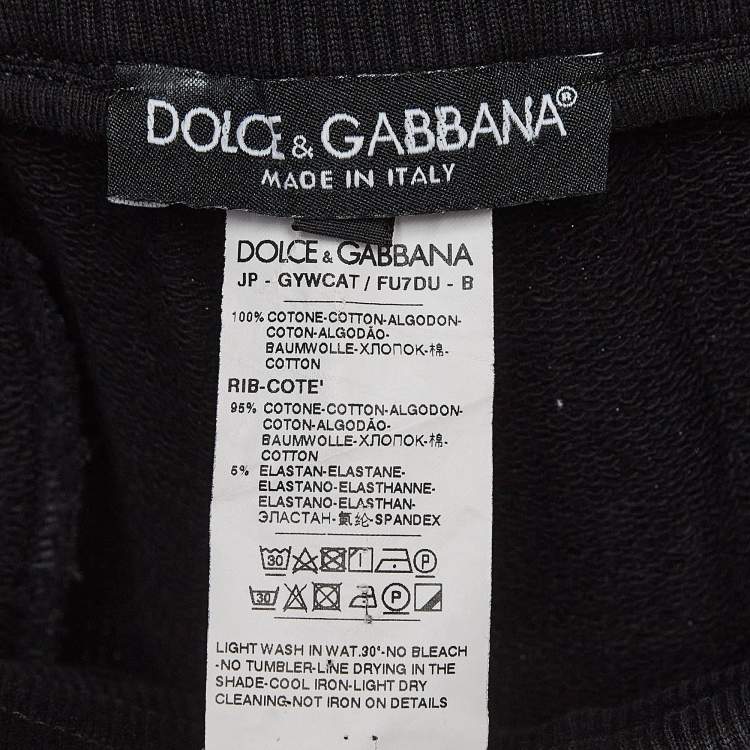 DOLCE & GABBANA®
MADE IN ITALY
DOLCE & GABBANA
JP - GYWCAT / FU7DU - B
100% COTONE-COTTON-ALGODON-
COTON-ALGODÃO-
BAUMWOLLE-ХЛОПОК-棉-
COTTON
RIB-COTE'
95% COTONE-COTTON-ALGODON-
COTON-ALGODÃO-
BAUMWOLLE-ХЛОПОК-棉-
COTTON
5% ELASTAN-ELASTANE-
ELASTANO-ELASTHANNE-
ELASTANO-ELASTHAN-
ЭЛАСТАН-氨纶-SPANDEX
30 P
30 P
LIGHT WASH IN WAT.30°-NO BLEACH
-NO TUMBLER-LINE DRYING IN THE
SHADE-COOL IRON-LIGHT DRY
CLEANING-NOT IRON ON DETAILS